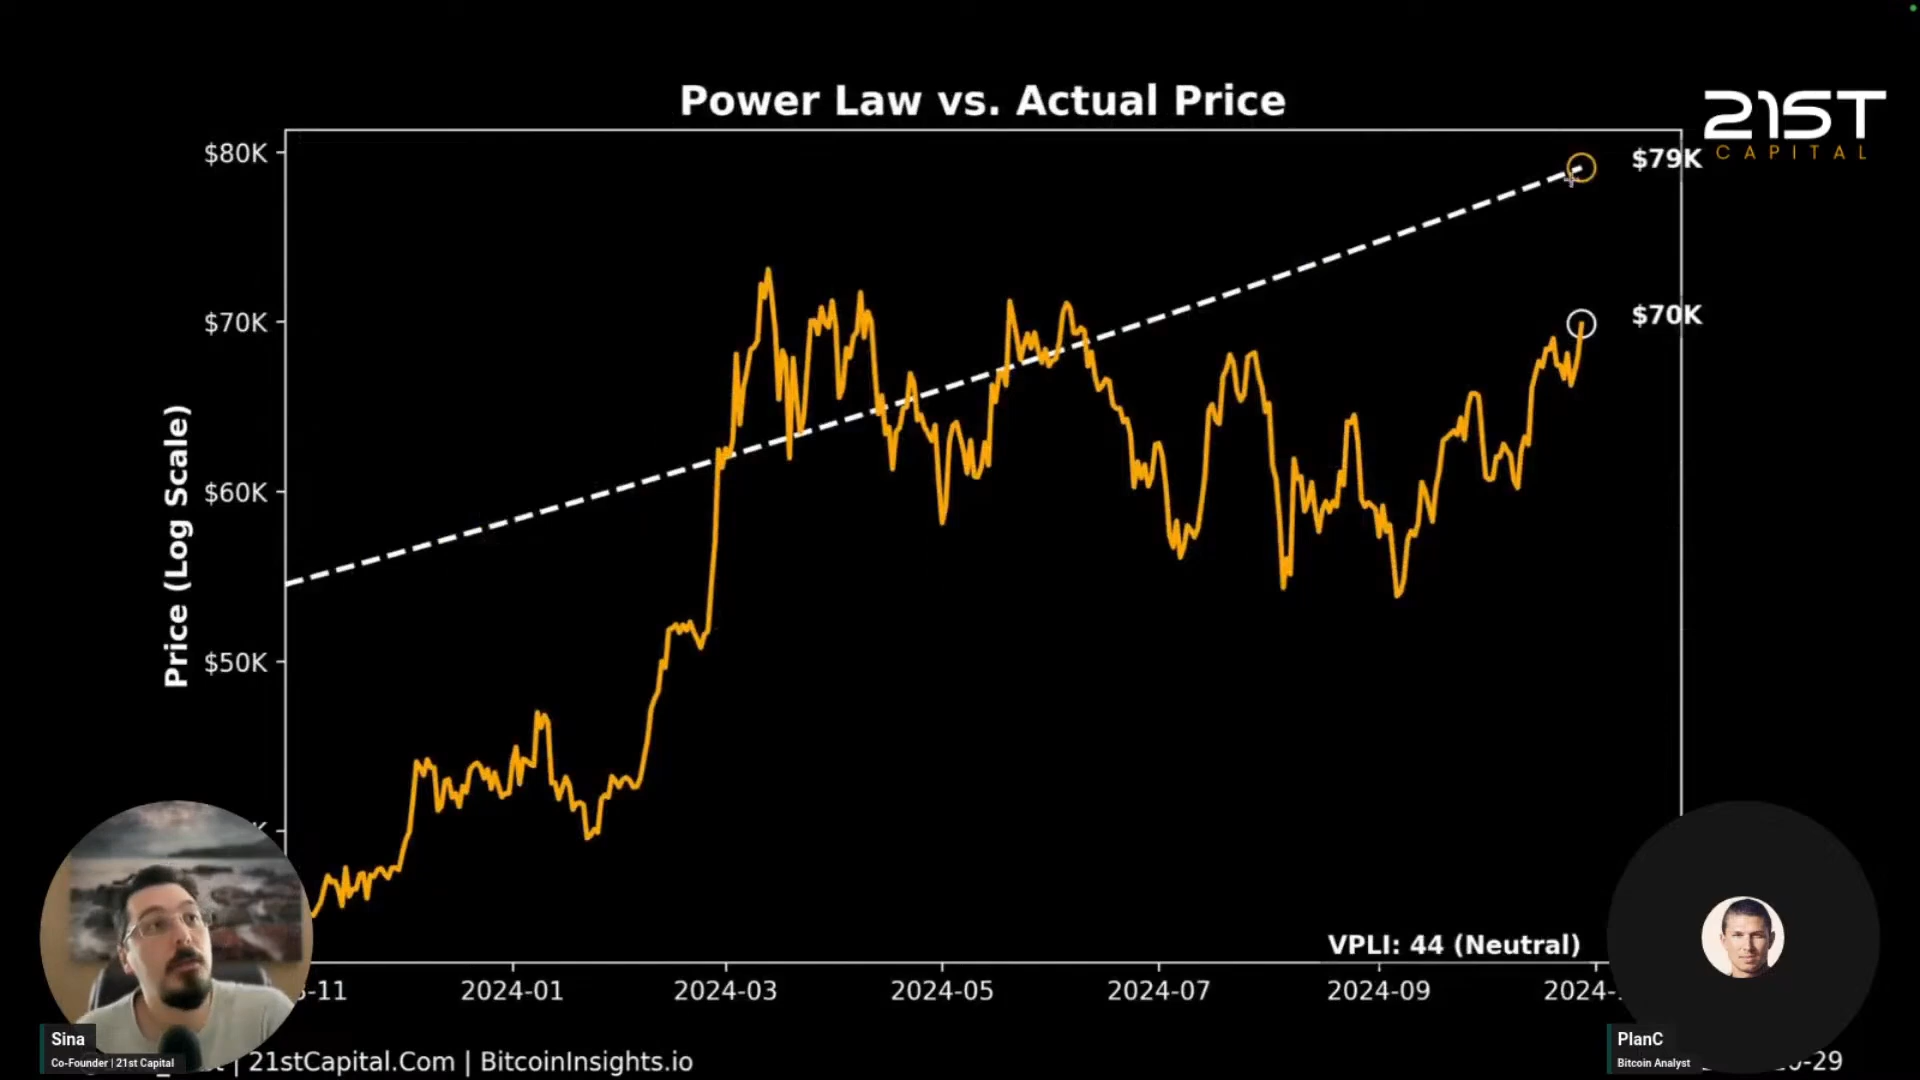 Power Law vs. Actual Price
21ST
CAPITAL
$80K
$79K
$70K
$70K
$60K
$50K
Price (Log Scale)
VPLI: 44 (Neutral)
2024-01
2024-03
2024-05
2024-07
2024-09
Sina
Co-Founder | 21st Capital
| 21stCapital.Com | BitcoinInsights.io
PlanC
Bitcoin Analyst